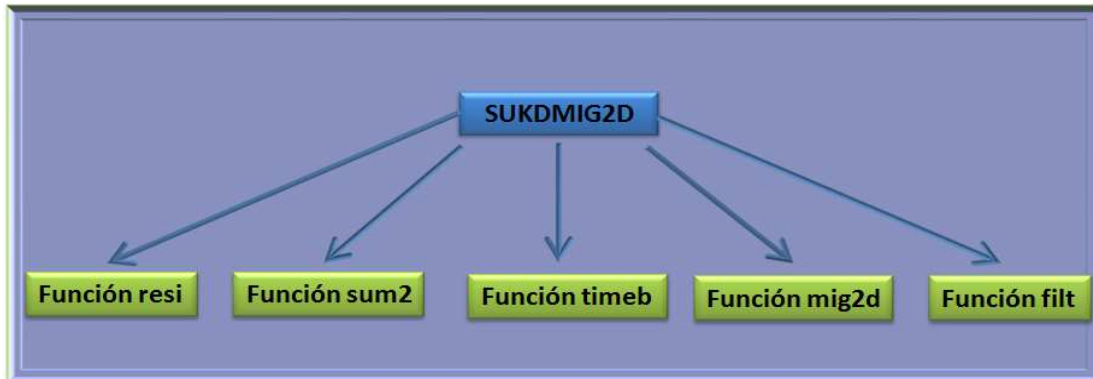 SUKDMIG2D
Función resi
Función sum2
Función timeb
Función mig2d
Función filt